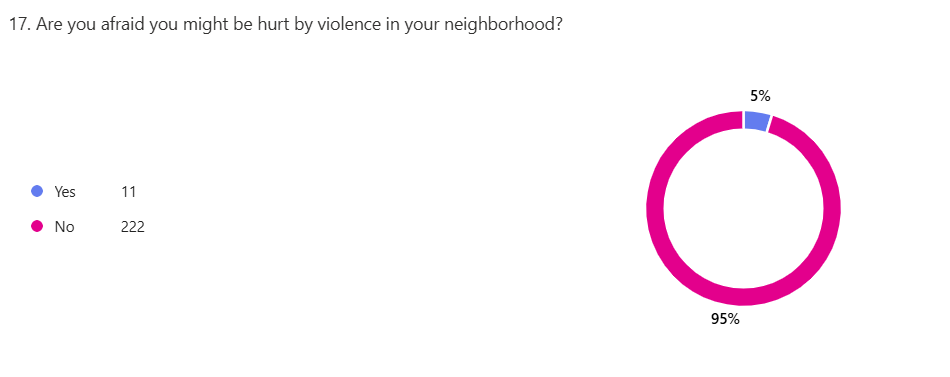 17. Are you afraid you might be hurt by violence in your neighborhood?
5%
Yes 11
No 222
95%